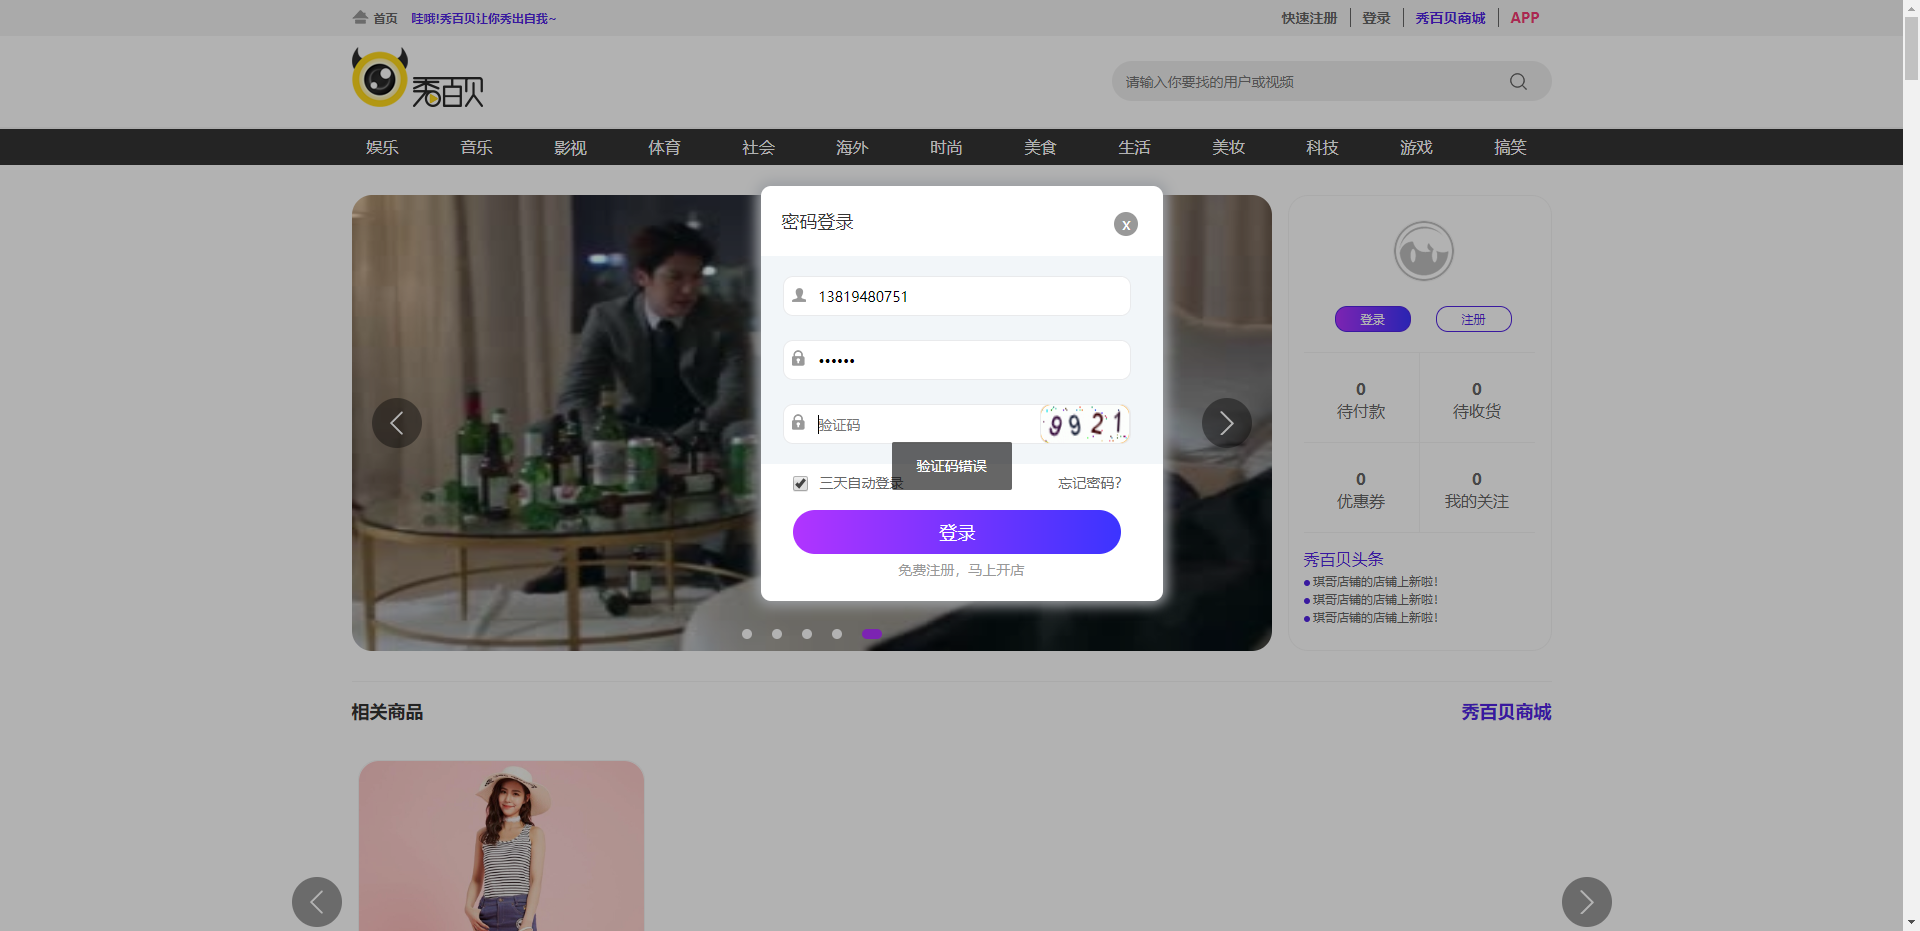 首页 哇哦!秀百贝让你秀出自我~ 快速注册 登录 秀百贝商城 APP
秀百贝
请输入你要找的用户或视频
娱乐 音乐 影视 体育 社会 海外 时尚 美食 生活 美妆 科技 游戏 搞笑
密码登录 x
13819480751
••••••
验证码 9921
验证码错误
三天自动登录 忘记密码?
登录
免费注册，马上开店
登录 注册
0 0
待付款 待收货
0 0
优惠券 我的关注
秀百贝头条
琪哥店铺的店铺上新啦!
琪哥店铺的店铺上新啦!
琪哥店铺的店铺上新啦!
相关商品 秀百贝商城